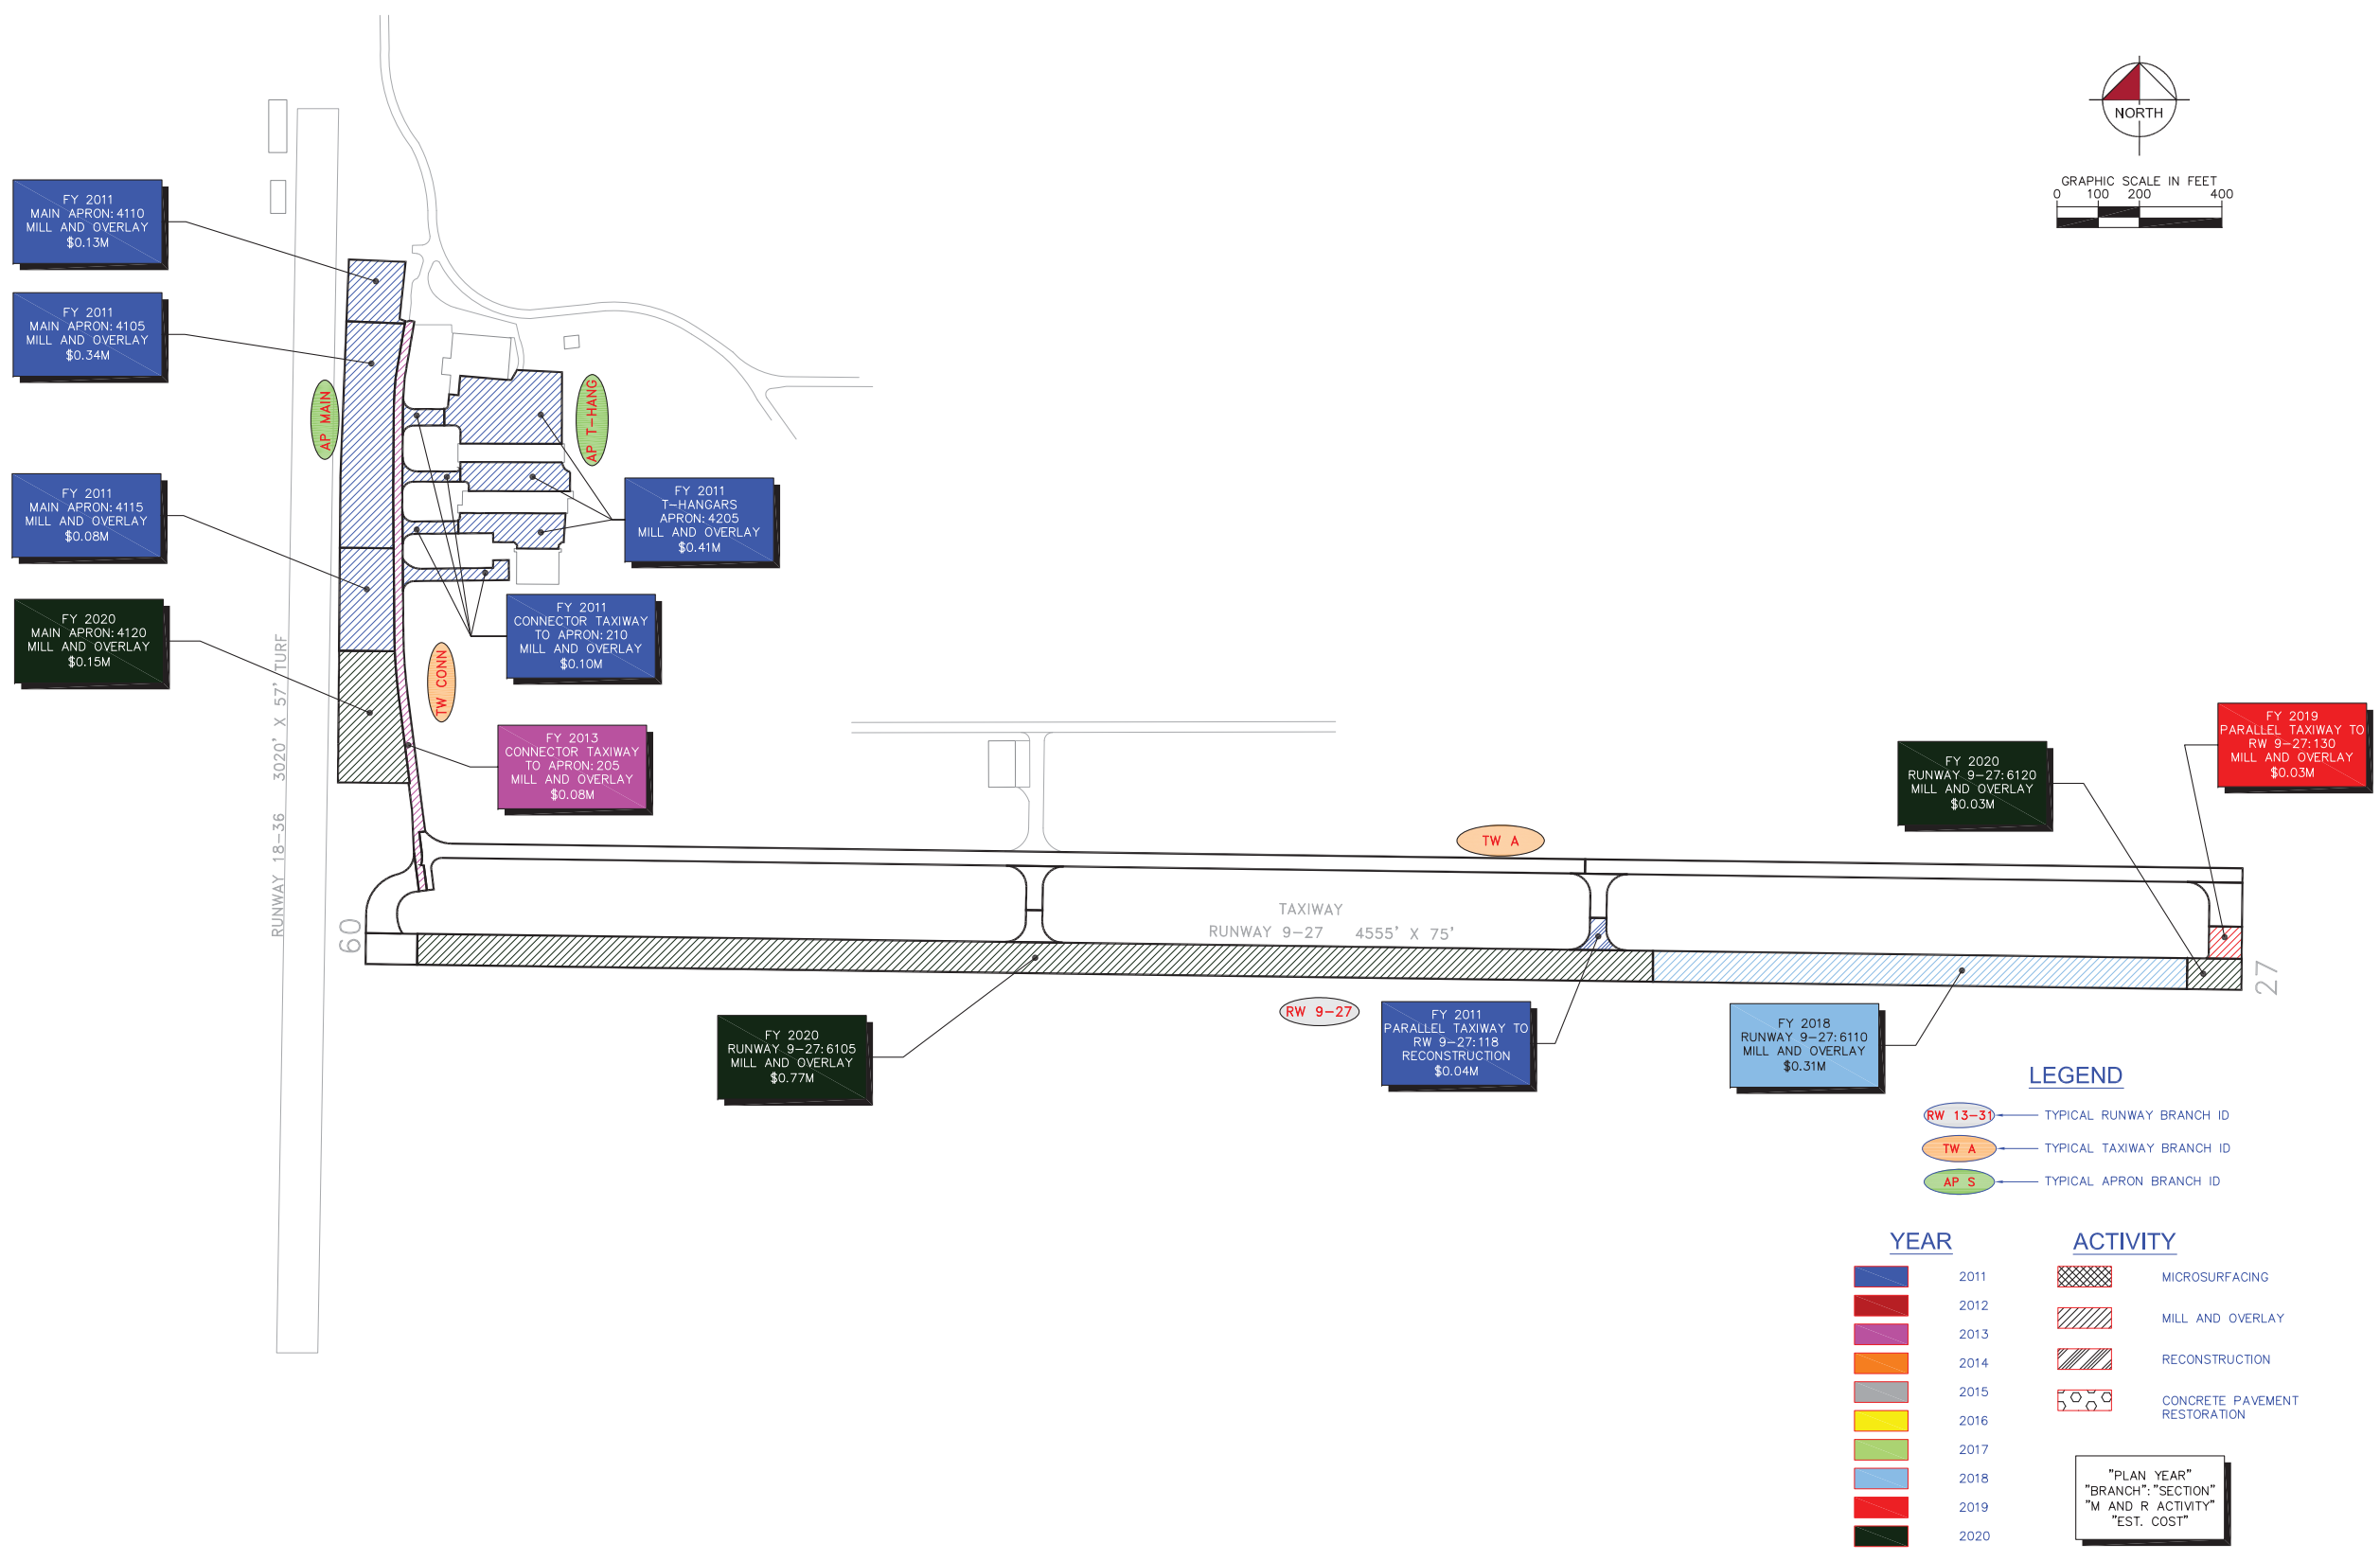 NORTH
GRAPHIC SCALE IN FEET
0 100 200 400
FY 2011
MAIN APRON:4110
MILL AND OVERLAY
$0.13M
FY 2011
MAIN APRON:4105
MILL AND OVERLAY
$0.34M
AP MAIN
AP T-HANG
FY 2011
MAIN APRON:4115
MILL AND OVERLAY
$0.08M
FY 2011
T-HANGARS
APRON:4205
MILL AND OVERLAY
$0.41M
FY 2020
MAIN APRON:4120
MILL AND OVERLAY
$0.15M
FY 2011
CONNECTOR TAXIWAY
TO APRON:210
MILL AND OVERLAY
$0.10M
TW CONN
RUNWAY 18-36 3020' X 57' TURF
FY 2013
CONNECTOR TAXIWAY
TO APRON:205
MILL AND OVERLAY
$0.08M
FY 2019
PARALLEL TAXIWAY TO
RW 9-27:130
MILL AND OVERLAY
$0.03M
FY 2020
RUNWAY 9-27:6120
MILL AND OVERLAY
$0.03M
TW A
TAXIWAY
RUNWAY 9-27 4555' X 75'
09
27
RW 9-27
FY 2020
RUNWAY 9-27:6105
MILL AND OVERLAY
$0.77M
FY 2011
PARALLEL TAXIWAY TO
RW 9-27:118
RECONSTRUCTION
$0.04M
FY 2018
RUNWAY 9-27:6110
MILL AND OVERLAY
$0.31M
LEGEND
RW 13-31 TYPICAL RUNWAY BRANCH ID
TW A TYPICAL TAXIWAY BRANCH ID
AP S TYPICAL APRON BRANCH ID
YEAR
2011
2012
2013
2014
2015
2016
2017
2018
2019
2020
ACTIVITY
MICROSURFACING
MILL AND OVERLAY
RECONSTRUCTION
CONCRETE PAVEMENT
RESTORATION
"PLAN YEAR"
"BRANCH":"SECTION"
"M AND R ACTIVITY"
"EST. COST"